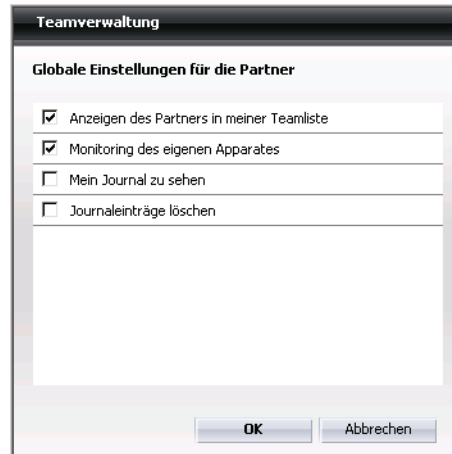 Teamverwaltung
Globale Einstellungen für die Partner
Anzeigen des Partners in meiner Teamliste
Monitoring des eigenen Apparates
Mein Journal zu sehen
Journaleinträge löschen
OK Abbrechen